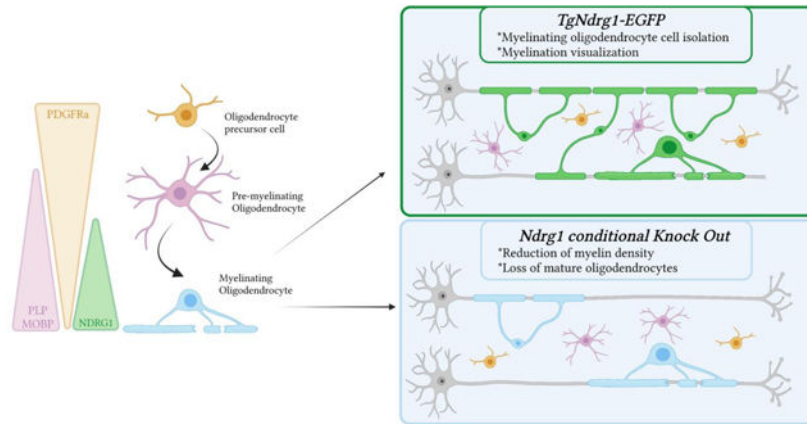 TgNdrg1-EGFP
*Myelinating oligodendrocyte cell isolation
*Myelination visualization
PDGFRa
Oligodendrocyte
precursor cell
Pre-myelinating
Oligodendrocyte
Myelinating
Oligodendrocyte
PLP
MOBP
NDRG1
Ndrg1 conditional Knock Out
*Reduction of myelin density
*Loss of mature oligodendrocytes